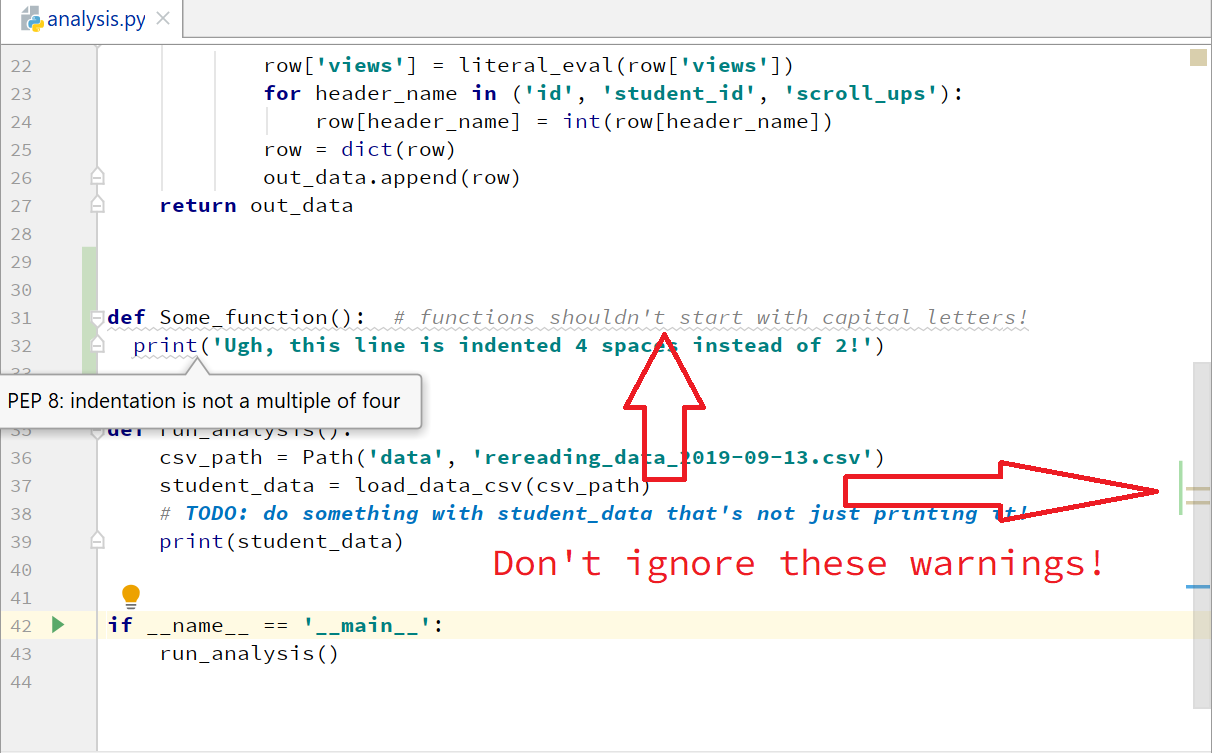 analysis.py
22 row['views'] = literal_eval(row['views'])
23 for header_name in ('id', 'student_id', 'scroll_ups'):
24 row[header_name] = int(row[header_name])
25 row = dict(row)
26 out_data.append(row)
27 return out_data
28
29
30
31 def Some_function():  # functions shouldn't start with capital letters!
32 print('Ugh, this line is indented 4 spaces instead of 2!')
33
PEP 8: indentation is not a multiple of four
35 def run_analysis():
36 csv_path = Path('data', 'rereading_data_2019-09-13.csv')
37 student_data = load_data_csv(csv_path)
38 # TODO: do something with student_data that's not just printing it!
39 print(student_data)
Don't ignore these warnings!
40
41
42 if __name__ == '__main__':
43 run_analysis()
44